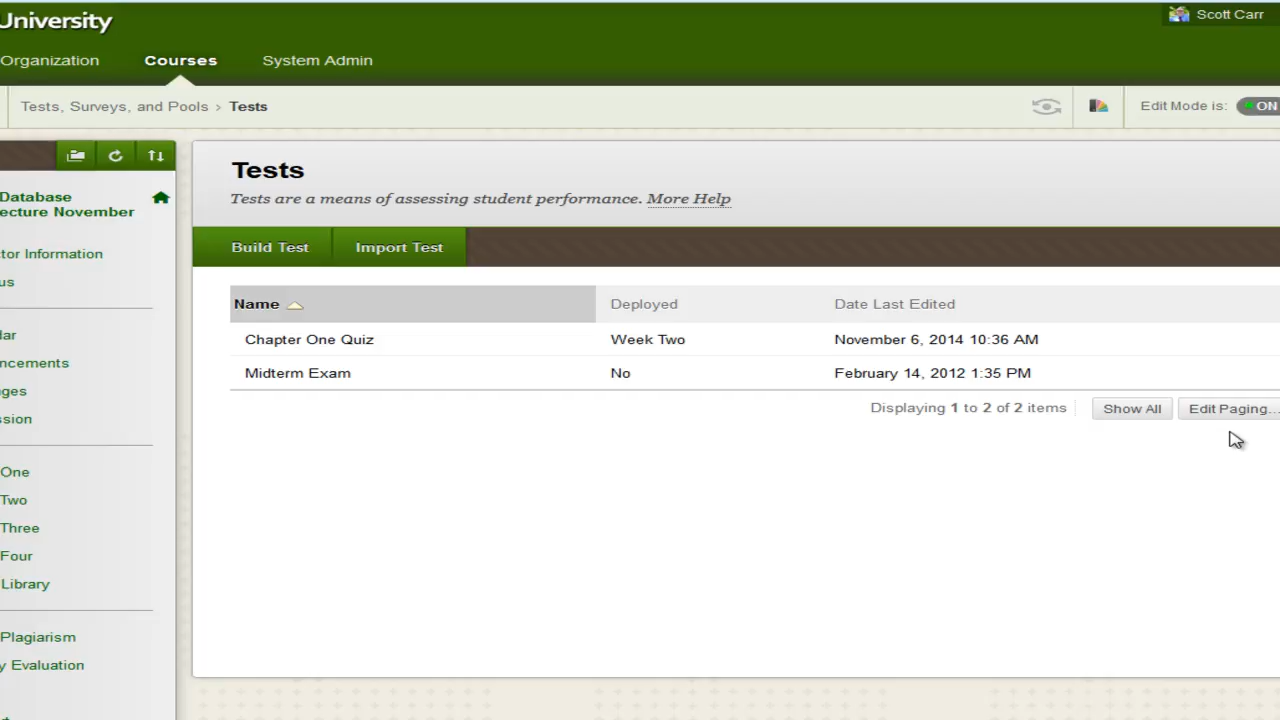 University
Scott Carr
Organization Courses System Admin
Tests, Surveys, and Pools › Tests
Edit Mode is: ON
Database
ecture November
tor Information
us
lar
ncements
ges
sion
One
Two
Three
Four
Library
Plagiarism
y Evaluation
Tests
Tests are a means of assessing student performance. More Help
Build Test Import Test
Name Deployed Date Last Edited
Chapter One Quiz Week Two November 6, 2014 10:36 AM
Midterm Exam No February 14, 2012 1:35 PM
Displaying 1 to 2 of 2 items Show All Edit Paging...